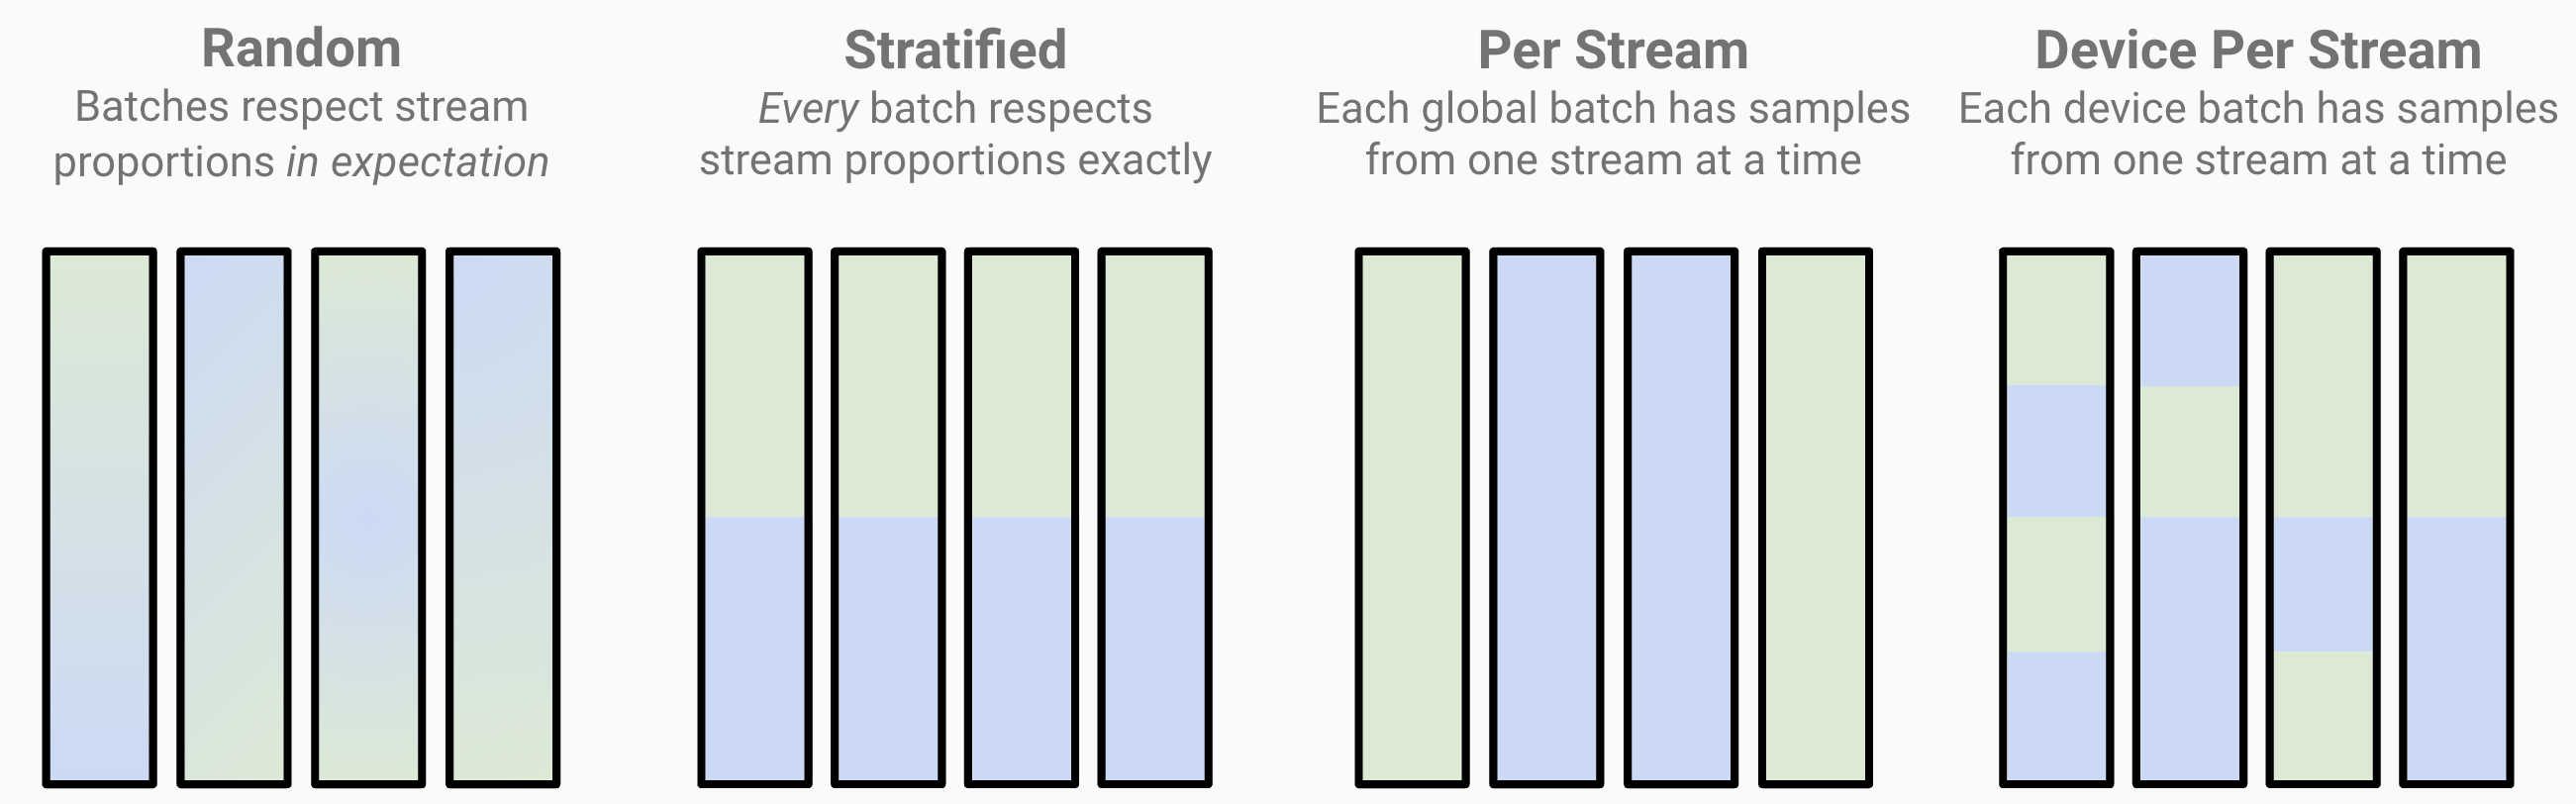 Random
Batches respect stream
proportions in expectation
Stratified
Every batch respects
stream proportions exactly
Per Stream
Each global batch has samples
from one stream at a time
Device Per Stream
Each device batch has samples
from one stream at a time